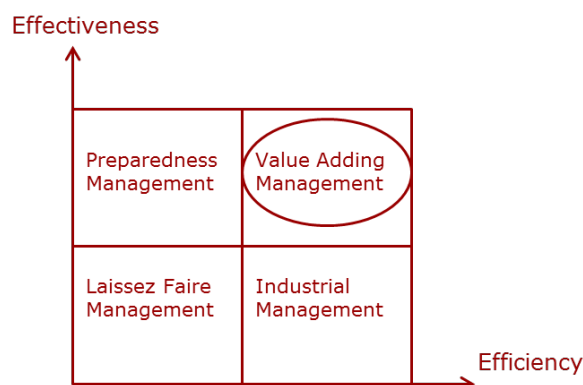 Effectiveness
Preparedness
Management
Value Adding
Management
Laissez Faire
Management
Industrial
Management
Efficiency